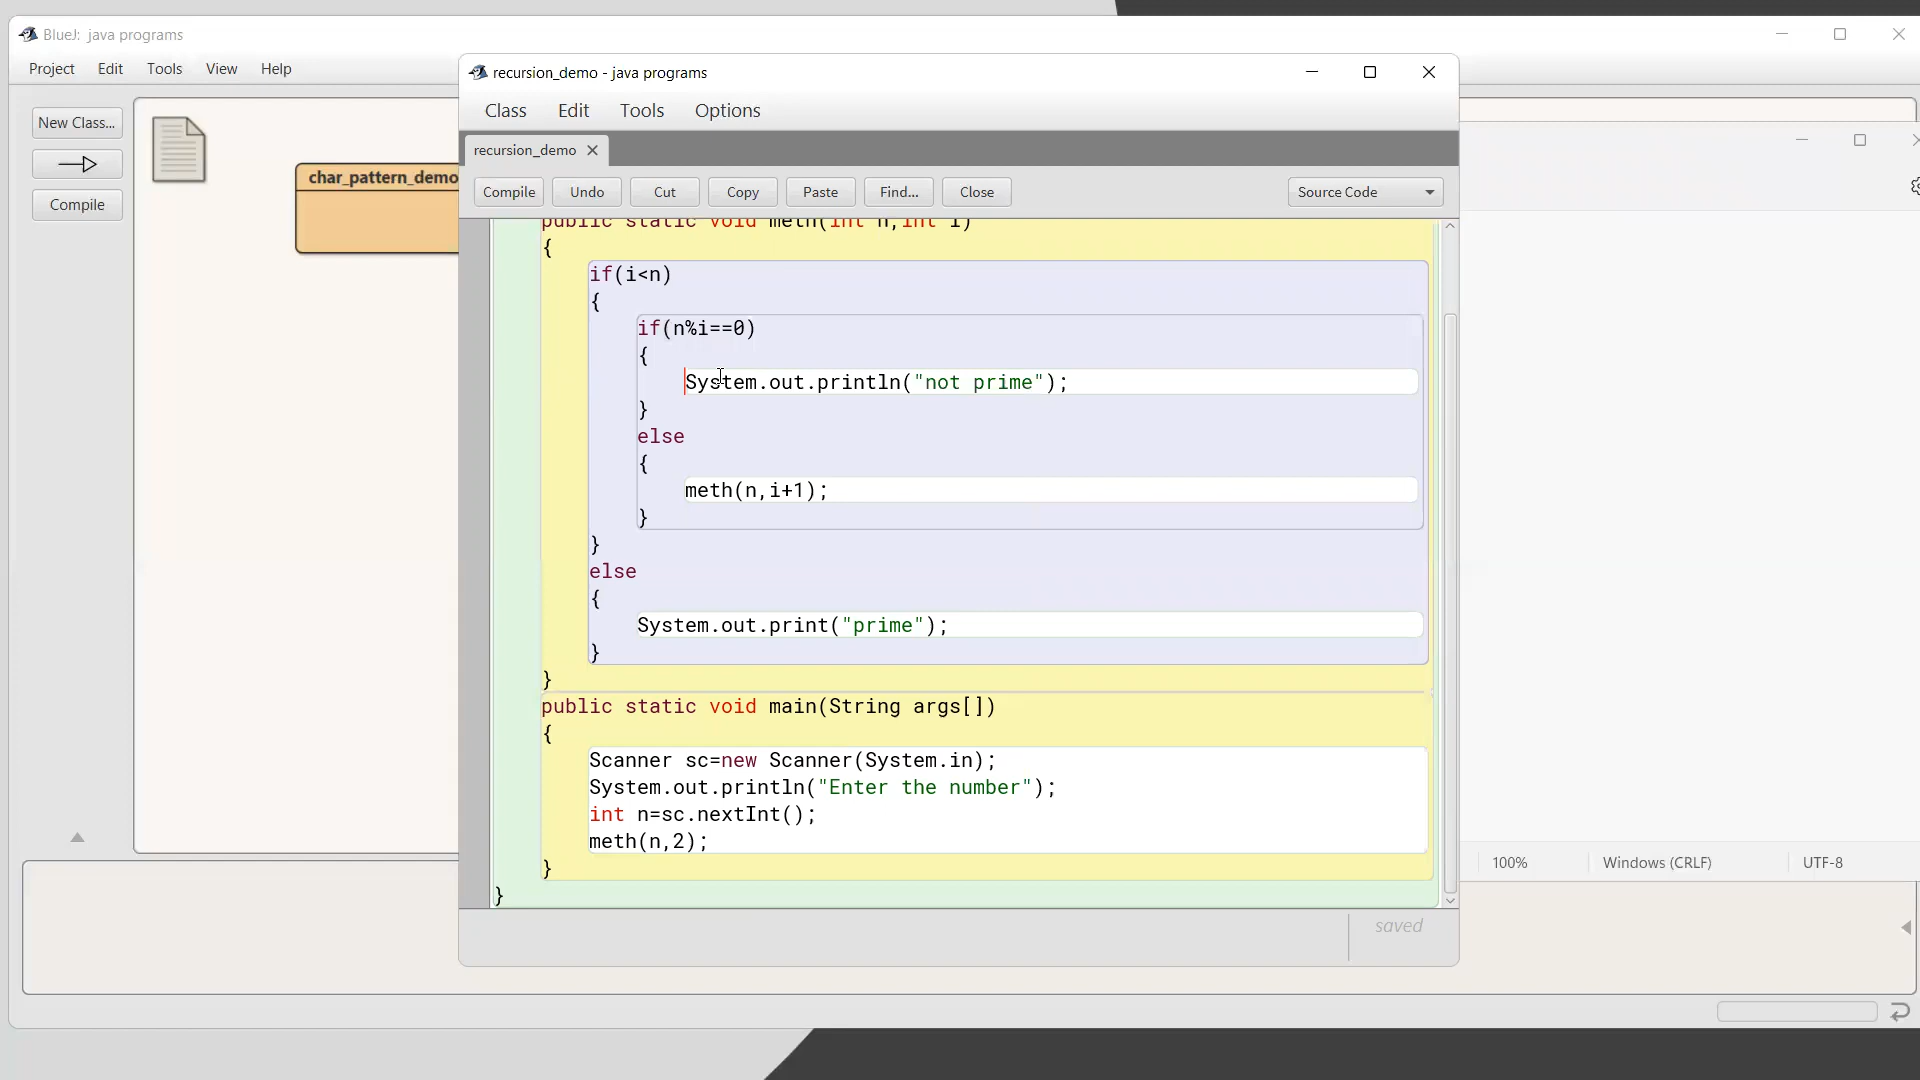 BlueJ: java programs
Project Edit Tools View Help
New Class...
Compile
char_pattern_demo
recursion_demo - java programs
Class Edit Tools Options
recursion_demo
Compile Undo Cut Copy Paste Find... Close Source Code
public static void meth(int n,int i)
{
if(i<n)
{
if(n%i==0)
{
System.out.println("not prime");
}
else
{
meth(n,i+1);
}
}
else
{
System.out.print("prime");
}
}
public static void main(String args[])
{
Scanner sc=new Scanner(System.in);
System.out.println("Enter the number");
int n=sc.nextInt();
meth(n,2);
}
}
saved
100% Windows (CRLF) UTF-8